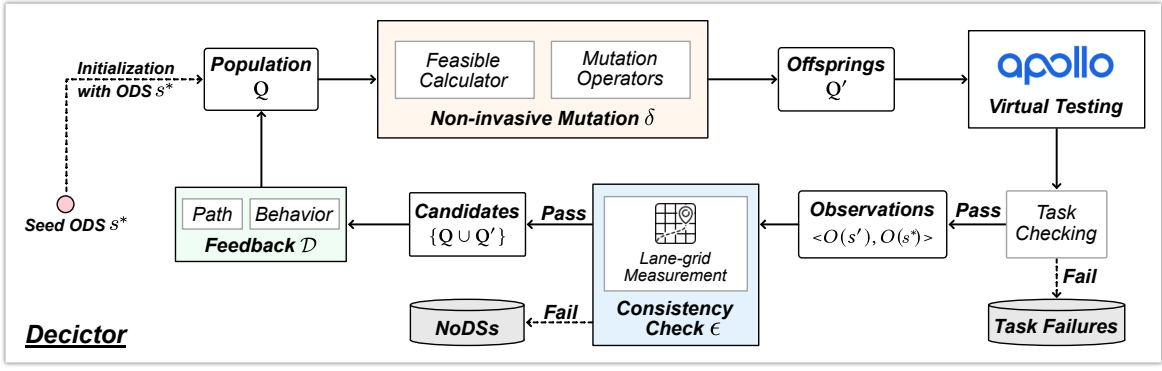 Initialization
with ODS s*
Population
Q
Feasible
Calculator
Mutation
Operators
Non-invasive Mutation δ
Offsprings
Q′
apollo
Virtual Testing
Seed ODS s*
Path
Behavior
Feedback D
Candidates
{Q ∪ Q′}
Pass
Lane-grid
Measurement
Consistency
Check ϵ
Observations
<O(s′), O(s*)>
Pass
Task
Checking
Fail
Fail
NoDSs
Task Failures
Decictor